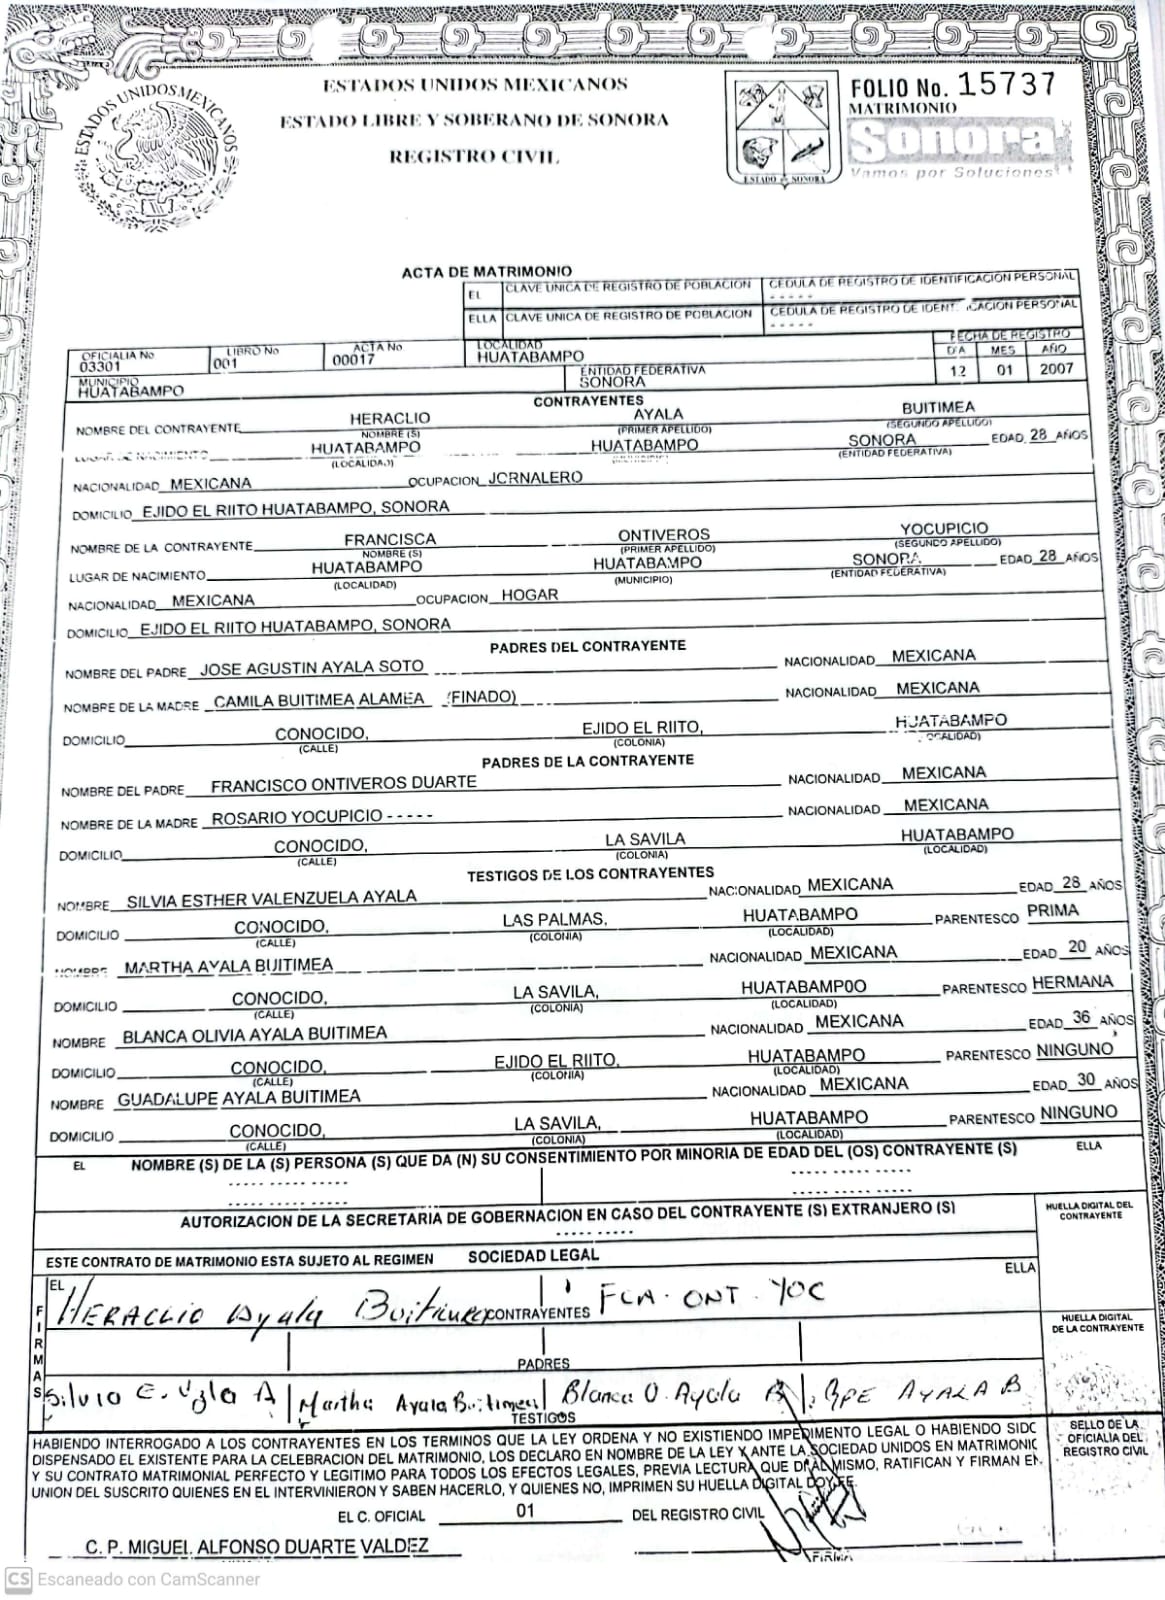 ESTADOS UNIDOS MEXICANOS
ESTADOS UNIDOS MEXICANOS
ESTADO LIBRE Y SOBERANO DE SONORA
REGISTRO CIVIL
ESTADO DE SONORA
FOLIO No. 15737
MATRIMONIO
Sonora
Vamos por Soluciones
ACTA DE MATRIMONIO
EL CLAVE UNICA DE REGISTRO DE POBLACION CEDULA DE REGISTRO DE IDENTIFICACION PERSONAL
- - - - -
ELLA CLAVE UNICA DE REGISTRO DE POBLACION CEDULA DE REGISTRO DE IDENT. ICACION PERSONAL
- - - - -
OFICIALIA No LIBRO No ACTA No LOCALIDAD FECHA DE REGISTRO
03301 001 00017 HUATABAMPO DIA MES AÑO
MUNICIPIO ENTIDAD FEDERATIVA 12 01 2007
HUATABAMPO SONORA
CONTRAYENTES
NOMBRE DEL CONTRAYENTE HERACLIO AYALA BUITIMEA
NOMBRE (S) (PRIMER APELLIDO) (SEGUNDO APELLIDO)
LUGAR DE NACIMIENTO HUATABAMPO HUATABAMPO SONORA EDAD 28 AÑOS
(LOCALIDAD) (MUNICIPIO) (ENTIDAD FEDERATIVA)
NACIONALIDAD MEXICANA OCUPACION JCRNALERO
DOMICILIO EJIDO EL RIITO HUATABAMPO, SONORA
NOMBRE DE LA CONTRAYENTE FRANCISCA ONTIVEROS YOCUPICIO
NOMBRE (S) (PRIMER APELLIDO) (SEGUNDO APELLIDO)
LUGAR DE NACIMIENTO HUATABAMPO HUATABAMPO SONORA EDAD 28 AÑOS
(LOCALIDAD) (MUNICIPIO) (ENTIDAD FEDERATIVA)
NACIONALIDAD MEXICANA OCUPACION HOGAR
DOMICILIO EJIDO EL RIITO HUATABAMPO, SONORA
PADRES DEL CONTRAYENTE
NOMBRE DEL PADRE JOSE AGUSTIN AYALA SOTO NACIONALIDAD MEXICANA
NOMBRE DE LA MADRE CAMILA BUITIMEA ALAMEA (FINADO) NACIONALIDAD MEXICANA
DOMICILIO CONOCIDO, EJIDO EL RIITO, HUATABAMPO
(CALLE) (COLONIA) (LOCALIDAD)
PADRES DE LA CONTRAYENTE
NOMBRE DEL PADRE FRANCISCO ONTIVEROS DUARTE NACIONALIDAD MEXICANA
NOMBRE DE LA MADRE ROSARIO YOCUPICIO - - - - - NACIONALIDAD MEXICANA
DOMICILIO CONOCIDO, LA SAVILA HUATABAMPO
(CALLE) (COLONIA) (LOCALIDAD)
TESTIGOS DE LOS CONTRAYENTES
NOMBRE SILVIA ESTHER VALENZUELA AYALA NACIONALIDAD MEXICANA EDAD 28 AÑOS
DOMICILIO CONOCIDO, LAS PALMAS, HUATABAMPO PARENTESCO PRIMA
(CALLE) (COLONIA) (LOCALIDAD)
NOMBRE MARTHA AYALA BUITIMEA NACIONALIDAD MEXICANA EDAD 20 AÑOS
DOMICILIO CONOCIDO, LA SAVILA, HUATABAMP0O PARENTESCO HERMANA
(CALLE) (COLONIA) (LOCALIDAD)
NOMBRE BLANCA OLIVIA AYALA BUITIMEA NACIONALIDAD MEXICANA EDAD 36 AÑOS
DOMICILIO CONOCIDO, EJIDO EL RIITO, HUATABAMPO PARENTESCO NINGUNO
(CALLE) (COLONIA) (LOCALIDAD)
NOMBRE GUADALUPE AYALA BUITIMEA NACIONALIDAD MEXICANA EDAD 30 AÑOS
DOMICILIO CONOCIDO, LA SAVILA, HUATABAMPO PARENTESCO NINGUNO
(CALLE) (COLONIA) (LOCALIDAD)
EL NOMBRE (S) DE LA (S) PERSONA (S) QUE DA (N) SU CONSENTIMIENTO POR MINORIA DE EDAD DEL (OS) CONTRAYENTE (S) ELLA
----- ----- ----- ----- ----- -----
----- ----- ----- ----- ----- -----
AUTORIZACION DE LA SECRETARIA DE GOBERNACION EN CASO DEL CONTRAYENTE (S) EXTRANJERO (S)
----- -----
HUELLA DIGITAL DEL
CONTRAYENTE
ESTE CONTRATO DE MATRIMONIO ESTA SUJETO AL REGIMEN SOCIEDAD LEGAL
EL ELLA
FIRMAS
HERACLIO Ayala Buitimea CONTRAYENTES FCA. ONT. YOC
HUELLA DIGITAL
DE LA CONTRAYENTE
PADRES
Silvia E. Vzla A Martha Ayala Buitimea Blanca O. Ayala B GPE AYALA B
TESTIGOS
SELLO DE LA
OFICIALIA DEL
REGISTRO CIVIL
HABIENDO INTERROGADO A LOS CONTRAYENTES EN LOS TERMINOS QUE LA LEY ORDENA Y NO EXISTIENDO IMPEDIMENTO LEGAL O HABIENDO SIDO
DISPENSADO EL EXISTENTE PARA LA CELEBRACION DEL MATRIMONIO, LOS DECLARO EN NOMBRE DE LA LEY Y ANTE LA SOCIEDAD UNIDOS EN MATRIMONIO
Y SU CONTRATO MATRIMONIAL PERFECTO Y LEGITIMO PARA TODOS LOS EFECTOS LEGALES, PREVIA LECTURA QUE DI AL MISMO, RATIFICAN Y FIRMAN EN
UNION DEL SUSCRITO QUIENES EN EL INTERVINIERON Y SABEN HACERLO, Y QUIENES NO, IMPRIMEN SU HUELLA DIGITAL DOY FE.
EL C. OFICIAL 01 DEL REGISTRO CIVIL
C. P. MIGUEL ALFONSO DUARTE VALDEZ
FIRMA
CS Escaneado con CamScanner